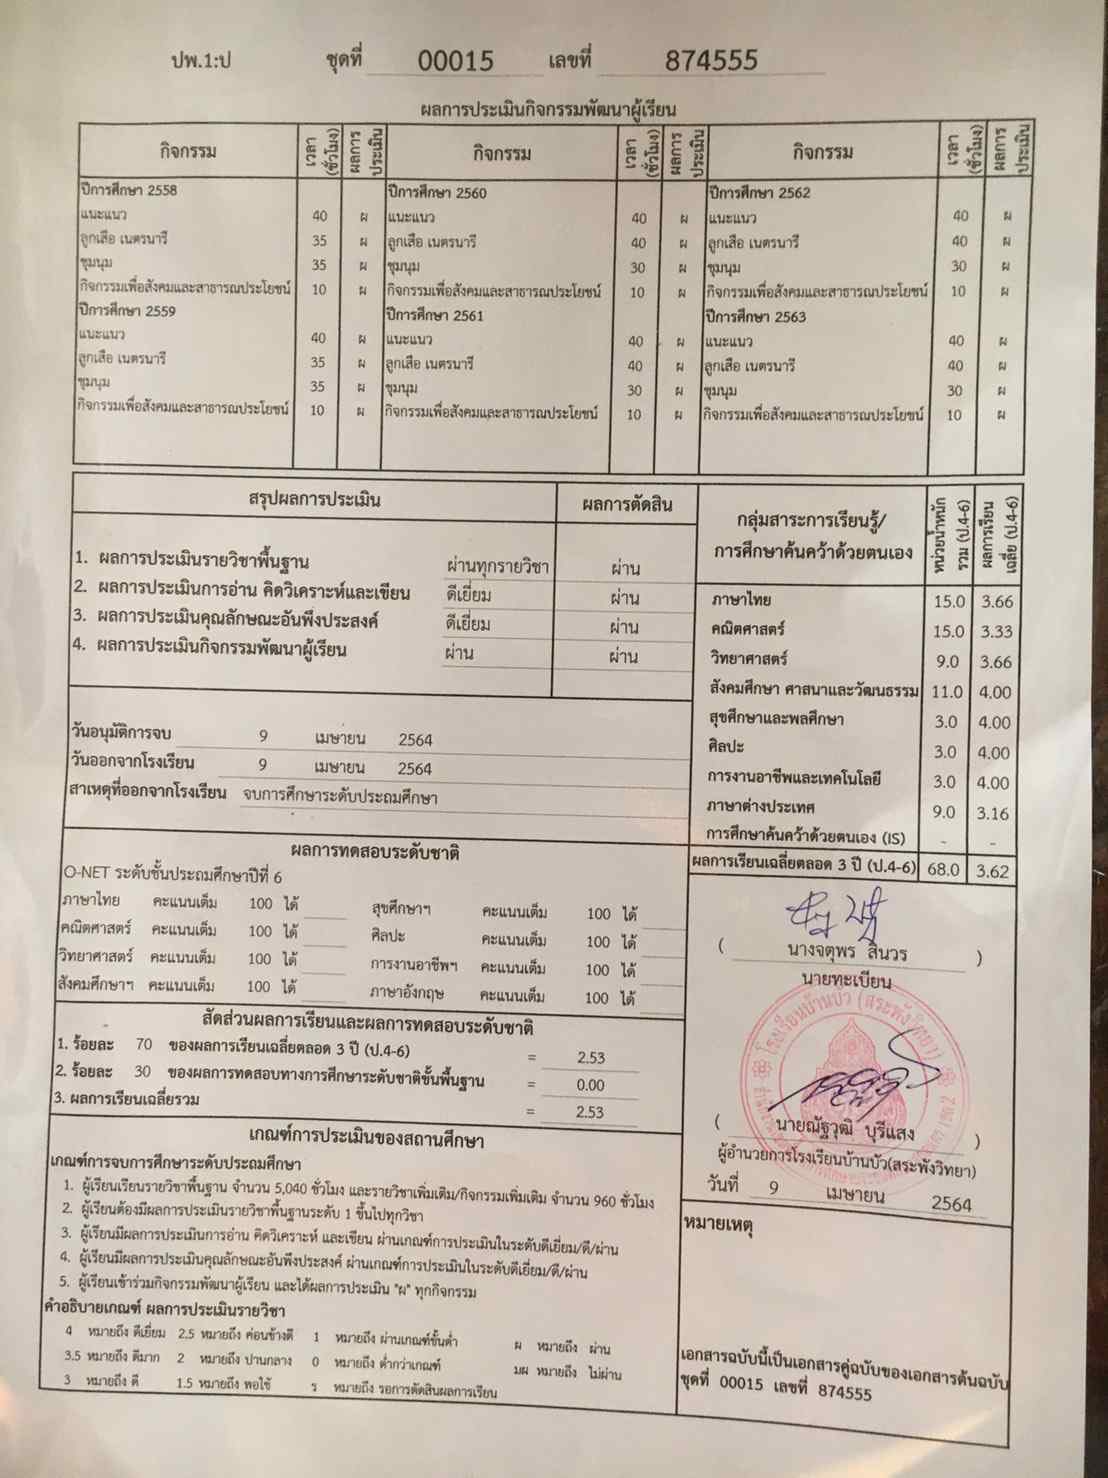 ปพ.1:ป ชุดที่ 00015 เลขที่ 874555
ผลการประเมินกิจกรรมพัฒนาผู้เรียน
กิจกรรม เวลา (ชั่วโมง) ผลการประเมิน กิจกรรม เวลา (ชั่วโมง) ผลการประเมิน กิจกรรม เวลา (ชั่วโมง) ผลการประเมิน
ปีการศึกษา 2558 ปีการศึกษา 2560 ปีการศึกษา 2562
แนะแนว 40 ผ แนะแนว 40 ผ แนะแนว 40 ผ
ลูกเสือ เนตรนารี 35 ผ ลูกเสือ เนตรนารี 40 ผ ลูกเสือ เนตรนารี 40 ผ
ชุมนุม 35 ผ ชุมนุม 30 ผ ชุมนุม 30 ผ
กิจกรรมเพื่อสังคมและสาธารณประโยชน์ 10 ผ กิจกรรมเพื่อสังคมและสาธารณประโยชน์ 10 ผ กิจกรรมเพื่อสังคมและสาธารณประโยชน์ 10 ผ
ปีการศึกษา 2559 ปีการศึกษา 2561 ปีการศึกษา 2563
แนะแนว 40 ผ แนะแนว 40 ผ แนะแนว 40 ผ
ลูกเสือ เนตรนารี 35 ผ ลูกเสือ เนตรนารี 40 ผ ลูกเสือ เนตรนารี 40 ผ
ชุมนุม 35 ผ ชุมนุม 30 ผ ชุมนุม 30 ผ
กิจกรรมเพื่อสังคมและสาธารณประโยชน์ 10 ผ กิจกรรมเพื่อสังคมและสาธารณประโยชน์ 10 ผ กิจกรรมเพื่อสังคมและสาธารณประโยชน์ 10 ผ
สรุปผลการประเมิน ผลการตัดสิน
1. ผลการประเมินรายวิชาพื้นฐาน ผ่านทุกรายวิชา ผ่าน
2. ผลการประเมินการอ่าน คิดวิเคราะห์และเขียน ดีเยี่ยม ผ่าน
3. ผลการประเมินคุณลักษณะอันพึงประสงค์ ดีเยี่ยม ผ่าน
4. ผลการประเมินกิจกรรมพัฒนาผู้เรียน ผ่าน ผ่าน
วันอนุมัติการจบ 9 เมษายน 2564
วันออกจากโรงเรียน 9 เมษายน 2564
สาเหตุที่ออกจากโรงเรียน จบการศึกษาระดับประถมศึกษา
ผลการทดสอบระดับชาติ
O-NET ระดับชั้นประถมศึกษาปีที่ 6
ภาษาไทย คะแนนเต็ม 100 ได้ สุขศึกษาฯ คะแนนเต็ม 100 ได้
คณิตศาสตร์ คะแนนเต็ม 100 ได้ ศิลปะ คะแนนเต็ม 100 ได้
วิทยาศาสตร์ คะแนนเต็ม 100 ได้ การงานอาชีพฯ คะแนนเต็ม 100 ได้
สังคมศึกษาฯ คะแนนเต็ม 100 ได้ ภาษาอังกฤษ คะแนนเต็ม 100 ได้
สัดส่วนผลการเรียนและผลการทดสอบระดับชาติ
1. ร้อยละ 70 ของผลการเรียนเฉลี่ยตลอด 3 ปี (ป.4-6) = 2.53
2. ร้อยละ 30 ของผลการทดสอบทางการศึกษาระดับชาติขั้นพื้นฐาน = 0.00
3. ผลการเรียนเฉลี่ยรวม = 2.53
เกณฑ์การประเมินของสถานศึกษา
เกณฑ์การจบการศึกษาระดับประถมศึกษา
1. ผู้เรียนเรียนรายวิชาพื้นฐาน จำนวน 5,040 ชั่วโมง และรายวิชาเพิ่มเติม/กิจกรรมเพิ่มเติม จำนวน 960 ชั่วโมง
2. ผู้เรียนต้องมีผลการประเมินรายวิชาพื้นฐานระดับ 1 ขึ้นไปทุกวิชา
3. ผู้เรียนมีผลการประเมินการอ่าน คิดวิเคราะห์ และเขียน ผ่านเกณฑ์การประเมินในระดับดีเยี่ยม/ดี/ผ่าน
4. ผู้เรียนมีผลการประเมินคุณลักษณะอันพึงประสงค์ ผ่านเกณฑ์การประเมินในระดับดีเยี่ยม/ดี/ผ่าน
5. ผู้เรียนเข้าร่วมกิจกรรมพัฒนาผู้เรียน และได้ผลการประเมิน "ผ" ทุกกิจกรรม
คำอธิบายเกณฑ์ ผลการประเมินรายวิชา
4 หมายถึง ดีเยี่ยม 2.5 หมายถึง ค่อนข้างดี 1 หมายถึง ผ่านเกณฑ์ขั้นต่ำ ผ หมายถึง ผ่าน
3.5 หมายถึง ดีมาก 2 หมายถึง ปานกลาง 0 หมายถึง ต่ำกว่าเกณฑ์ มผ หมายถึง ไม่ผ่าน
3 หมายถึง ดี 1.5 หมายถึง พอใช้ ร หมายถึง รอการตัดสินผลการเรียน
กลุ่มสาระการเรียนรู้/ การศึกษาค้นคว้าด้วยตนเอง หน่วยน้ำหนักรวม (ป.4-6) ผลการเรียนเฉลี่ย (ป.4-6)
ภาษาไทย 15.0 3.66
คณิตศาสตร์ 15.0 3.33
วิทยาศาสตร์ 9.0 3.66
สังคมศึกษา ศาสนาและวัฒนธรรม 11.0 4.00
สุขศึกษาและพลศึกษา 3.0 4.00
ศิลปะ 3.0 4.00
การงานอาชีพและเทคโนโลยี 3.0 4.00
ภาษาต่างประเทศ 9.0 3.16
การศึกษาค้นคว้าด้วยตนเอง (IS) - -
ผลการเรียนเฉลี่ยตลอด 3 ปี (ป.4-6) 68.0 3.62
( นางจตุพร สินวร )
นายทะเบียน
โรงเรียนบ้านบัว (สระพังวิทยา)
( นายณัฐวุฒิ บุรีแสง )
ผู้อำนวยการโรงเรียนบ้านบัว(สระพังวิทยา)
วันที่ 9 เมษายน 2564
หมายเหตุ
เอกสารฉบับนี้เป็นเอกสารคู่ฉบับของเอกสารต้นฉบับ
ชุดที่ 00015 เลขที่ 874555